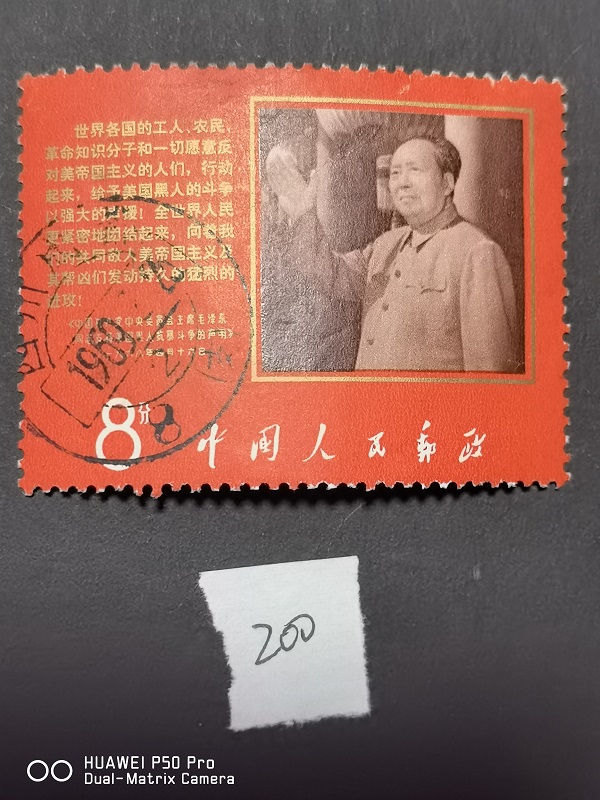 世界各国的工人、农民、
革命知识分子和一切愿意反
对美帝国主义的人们，行动
起来，给予美国黑人的斗争
以强大的声援！全世界人民
更紧密地团结起来，向着我
们的共同敌人美帝国主义及
其帮凶们发动持久的猛烈的
进攻！
8分
中国人民邮政
200
HUAWEI P50 Pro
Dual-Matrix Camera